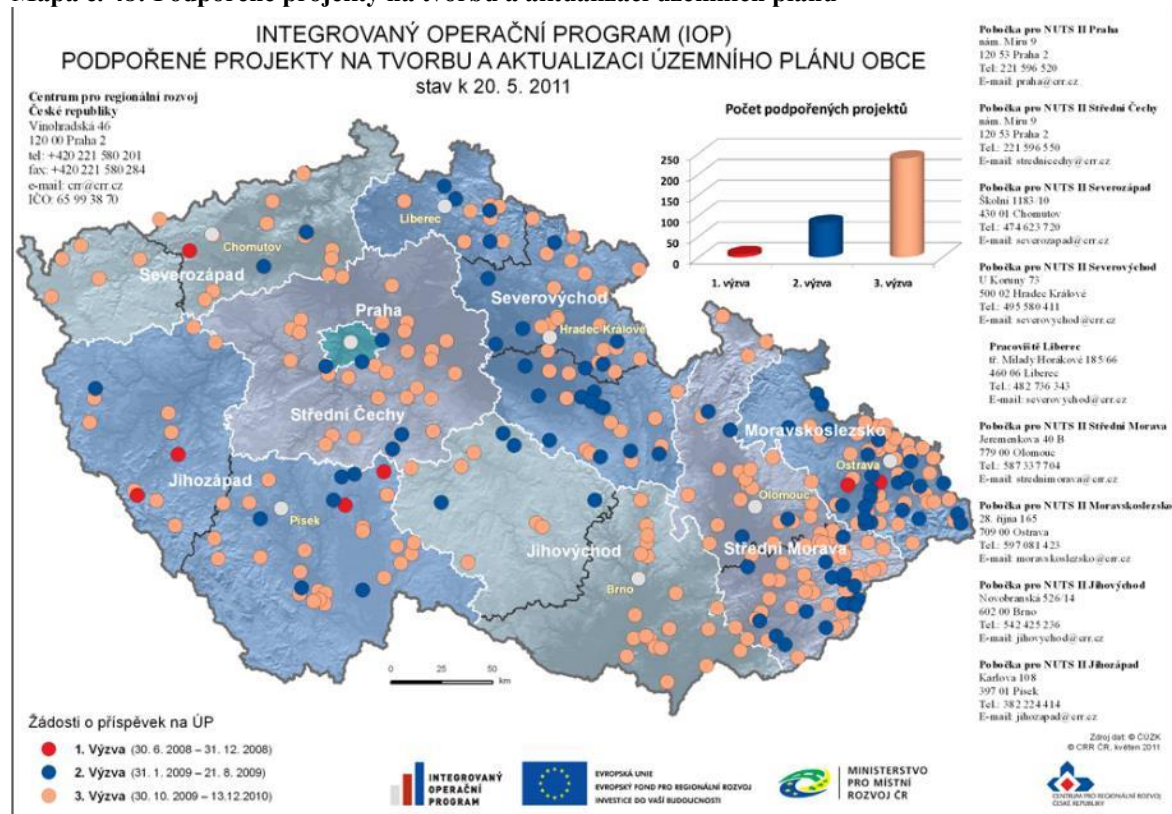 Mapa č. 48: Podpořené projekty na tvorbu a aktualizaci územních plánů
INTEGROVANÝ OPERAČNÍ PROGRAM (IOP)
PODPOŘENÉ PROJEKTY NA TVORBU A AKTUALIZACI ÚZEMNÍHO PLÁNU OBCE
stav k 20. 5. 2011
Centrum pro regionální rozvoj
České republiky
Vinohradská 46
120 00 Praha 2
tel: +420 221 580 201
fax: +420 221 580 284
e-mail: crr@crr.cz
IČO: 65 99 38 70
Počet podpořených projektů
250
200
150
100
50
0
1. výzva
2. výzva
3. výzva
Liberec
Chomutov
Severozápad
Praha
Severovýchod
Hradec Králové
Střední Čechy
Moravskoslezsko
Ostrava
Jihozápad
Písek
Olomouc
Jihovýchod
Střední Morava
Brno
0 25 50
km
Žádosti o příspěvek na ÚP
1. Výzva (30. 6. 2008 – 31. 12. 2008)
2. Výzva (31. 1. 2009 – 21. 8. 2009)
3. Výzva (30. 10. 2009 – 13.12.2010)
Pobočka pro NUTS II Praha
nám. Míru 9
120 53 Praha 2
Tel: 221 596 520
E-mail: praha@crr.cz
Pobočka pro NUTS II Střední Čechy
nám. Míru 9
120 53 Praha 2
Tel.: 221 596 550
E-mail: strednicechy@crr.cz
Pobočka pro NUTS II Severozápad
Školní 1183/10
430 01 Chomutov
Tel.: 474 623 720
E-mail: severozapad@crr.cz
Pobočka pro NUTS II Severovýchod
U Koruny 73
500 02 Hradec Králové
Tel.: 495 580 411
E-mail: severovychod@crr.cz
Pracoviště Liberec
tř. Milady Horákové 185/66
460 06 Liberec
Tel.: 482 736 343
E-mail: severovychod@crr.cz
Pobočka pro NUTS II Střední Morava
Jeremenkova 40 B
779 00 Olomouc
Tel.: 587 337 704
E-mail: strednimorava@crr.cz
Pobočka pro NUTS II Moravskoslezsko
28. října 165
709 00 Ostrava
Tel.: 597 081 423
E-mail: moravskoslezsko@crr.cz
Pobočka pro NUTS II Jihovýchod
Novobranská 526/14
602 00 Brno
Tel.: 542 425 236
E-mail: jihovychod@crr.cz
Pobočka pro NUTS II Jihozápad
Karlova 108
397 01 Písek
Tel.: 382 224 414
E-mail: jihozapad@crr.cz
Zdroj dat: © ČÚZK
© CRR ČR, květen 2011
INTEGROVANÝ
OPERAČNÍ
PROGRAM
EVROPSKÁ UNIE
EVROPSKÝ FOND PRO REGIONÁLNÍ ROZVOJ
INVESTICE DO VAŠÍ BUDOUCNOSTI
MINISTERSTVO
PRO MÍSTNÍ
ROZVOJ ČR
CENTRUM PRO REGIONÁLNÍ ROZVOJ
ČESKÉ REPUBLIKY